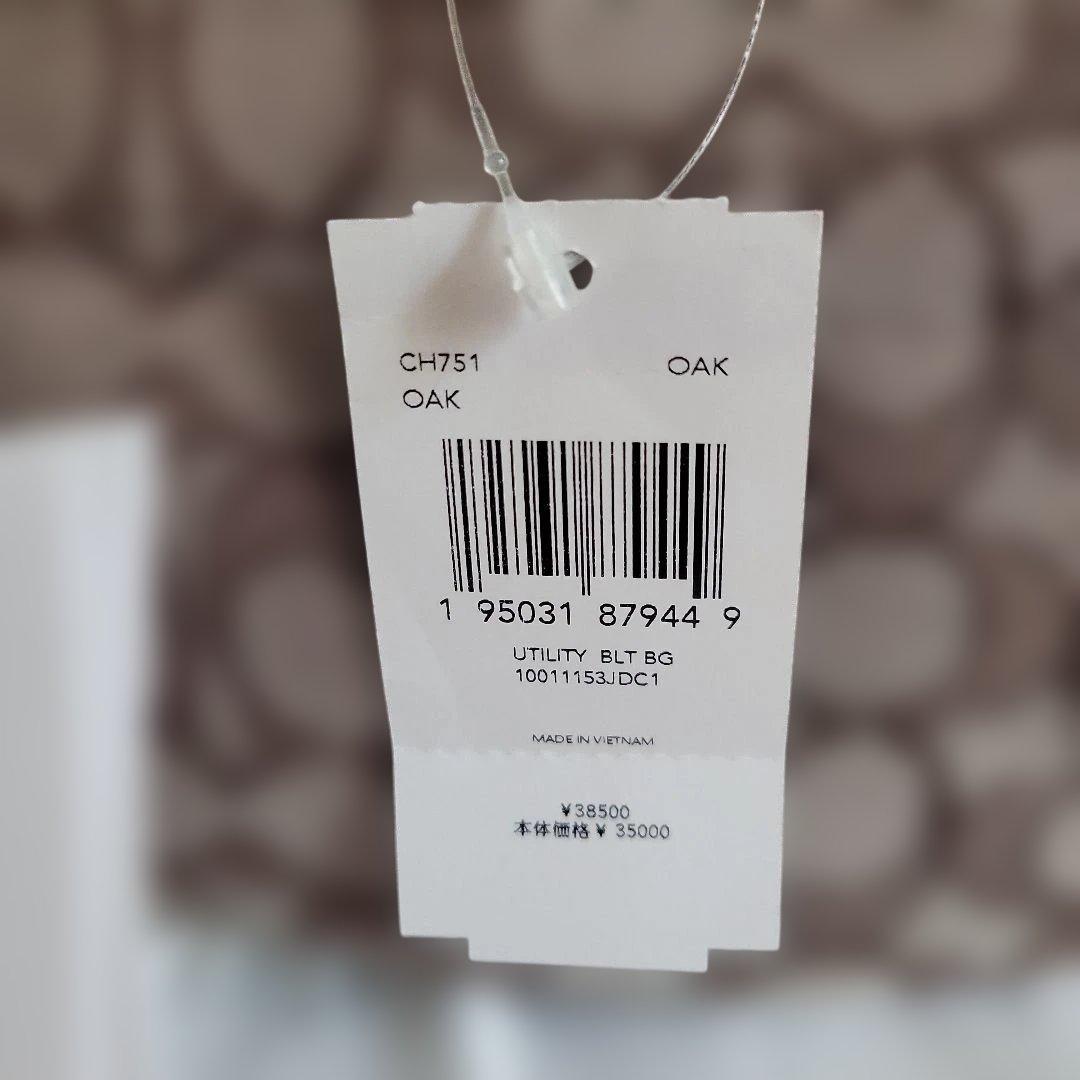 CH751 OAK
OAK
1 95031 87944 9
UTILITY BLT BG
10011153JDC1
MADE IN VIETNAM
¥38500
本体価格¥ 35000